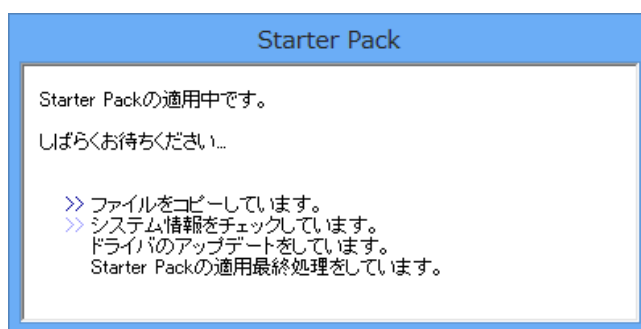 Starter Pack
Starter Packの適用中です。
しばらくお待ちください...
>> ファイルをコピーしています。
>> システム情報をチェックしています。
ドライバのアップデートをしています。
Starter Packの適用最終処理をしています。